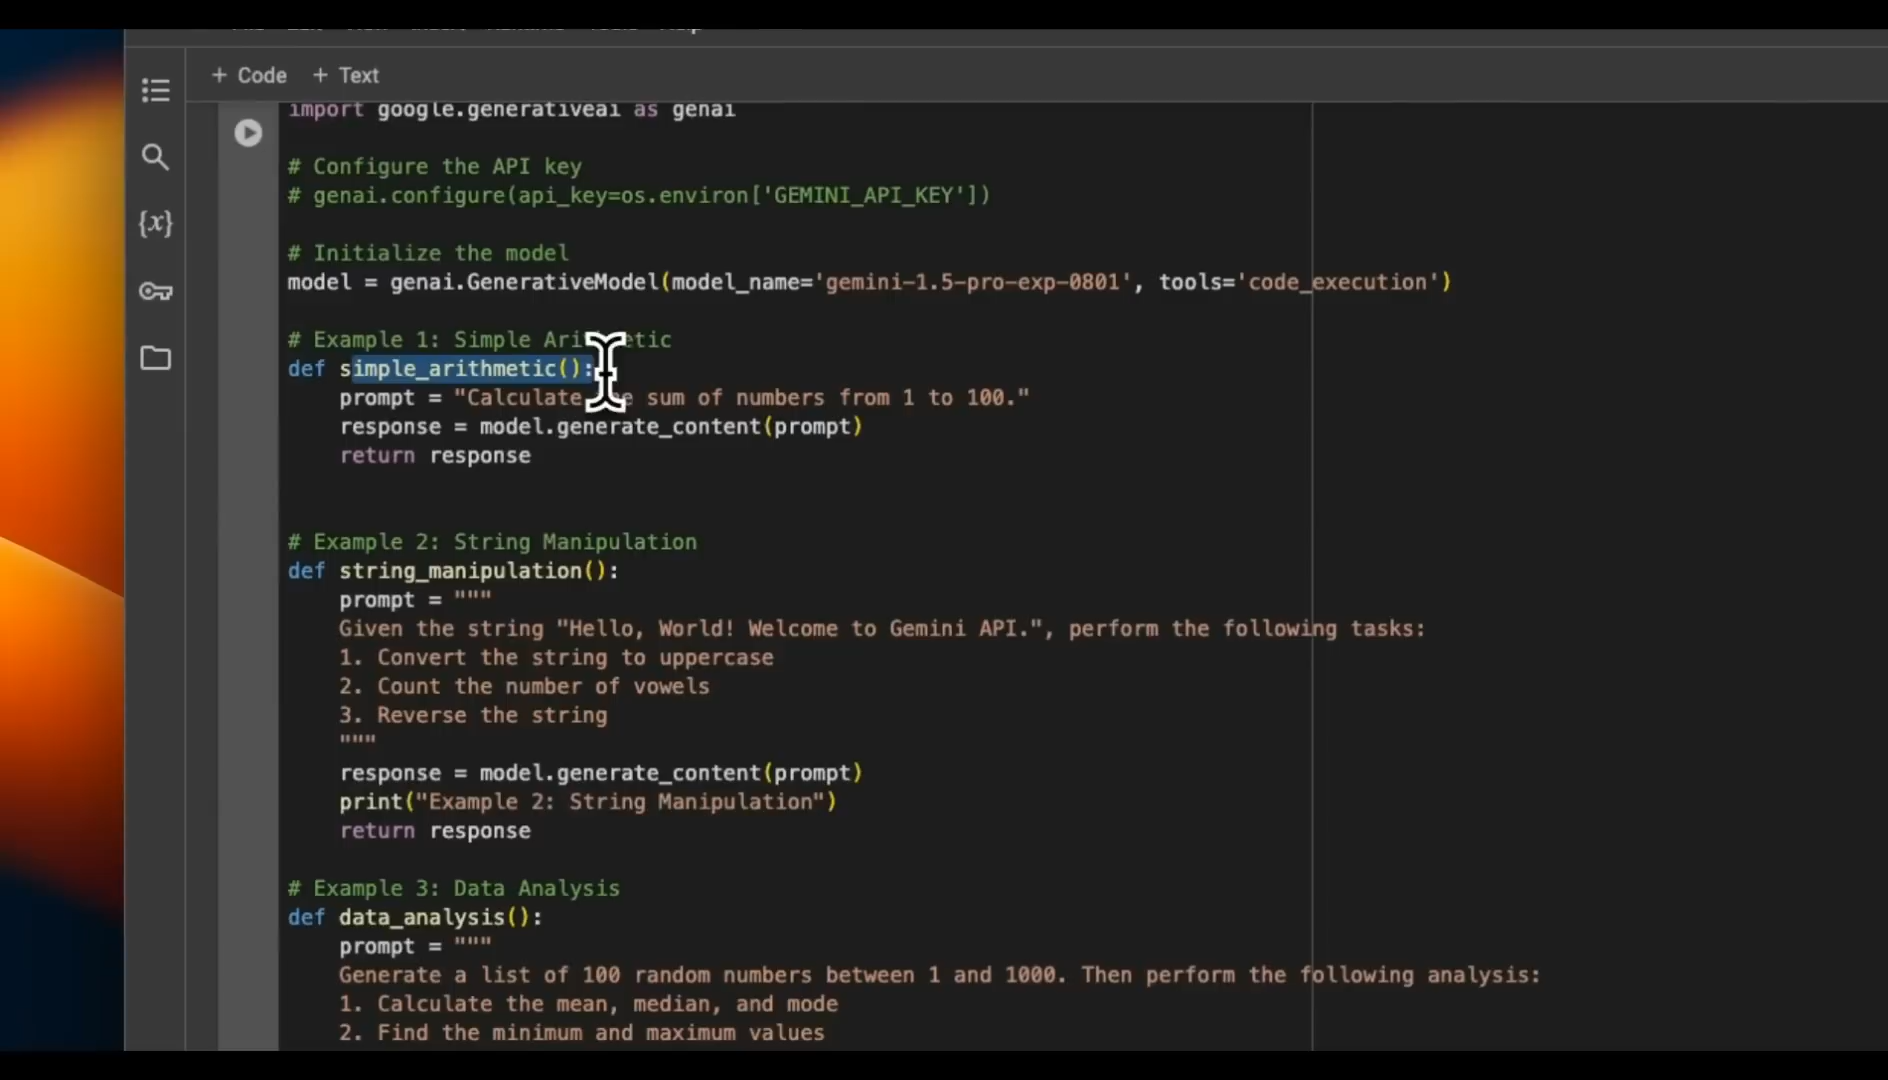 + Code + Text
import google.generativeai as genai
# Configure the API key
# genai.configure(api_key=os.environ['GEMINI_API_KEY'])
# Initialize the model
model = genai.GenerativeModel(model_name='gemini-1.5-pro-exp-0801', tools='code_execution')
# Example 1: Simple Arithmetic
def simple_arithmetic():
prompt = "Calculate the sum of numbers from 1 to 100."
response = model.generate_content(prompt)
return response
# Example 2: String Manipulation
def string_manipulation():
prompt = """
Given the string "Hello, World! Welcome to Gemini API.", perform the following tasks:
1. Convert the string to uppercase
2. Count the number of vowels
3. Reverse the string
"""
response = model.generate_content(prompt)
print("Example 2: String Manipulation")
return response
# Example 3: Data Analysis
def data_analysis():
prompt = """
Generate a list of 100 random numbers between 1 and 1000. Then perform the following analysis:
1. Calculate the mean, median, and mode
2. Find the minimum and maximum values